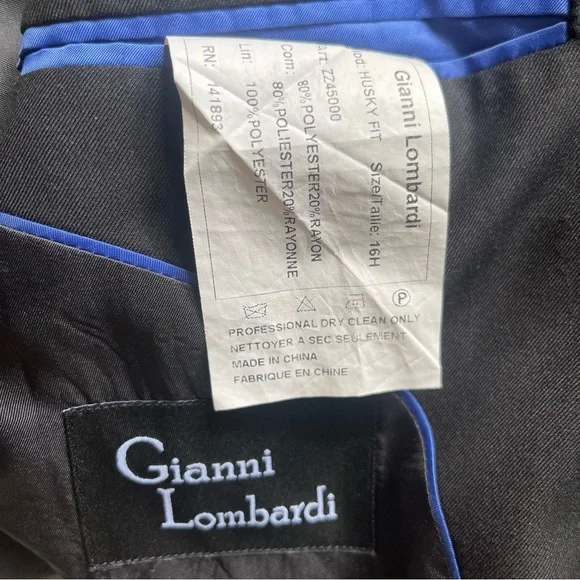 Gianni Lombardi
od: HUSKY FIT Size/Taille: 16H
Art: ZZ45000
Com: 80%POLYESTER20%RAYON
80%POLIESTER20%RAYONNE
Lin: 100%POLYESTER
RN: 141893
P
PROFESSIONAL DRY CLEAN ONLY
NETTOYER A SEC SEULEMENT
MADE IN CHINA
FABRIQUE EN CHINE
Gianni
Lombardi